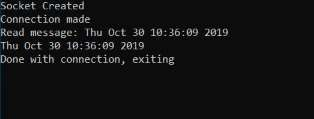 Socket Created
Connection made
Read message: Thu Oct 30 10:36:09 2019
Thu Oct 30 10:36:09 2019
Done with connection, exiting